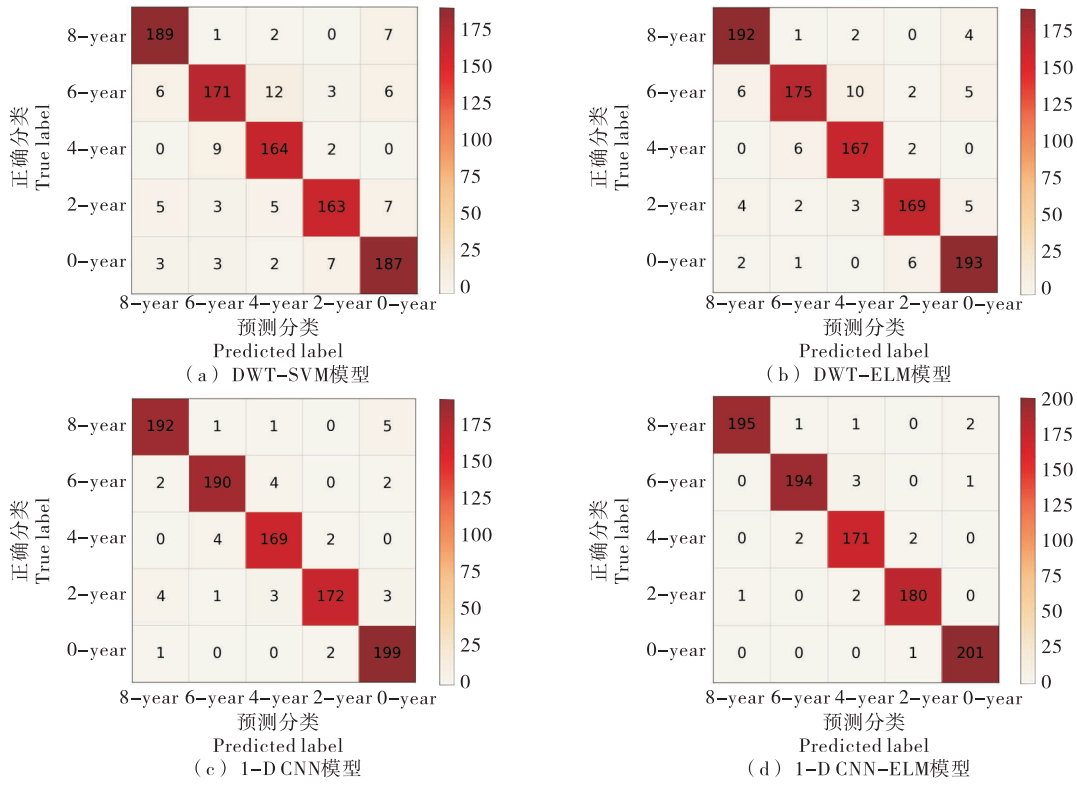 8-year 189 1 2 0 7
6-year 6 171 12 3 6
4-year 0 9 164 2 0
2-year 5 3 5 163 7
0-year 3 3 2 7 187
8-year 6-year 4-year 2-year 0-year
正确分类
True label
预测分类
Predicted label
175
150
125
100
75
50
25
0
(a) DWT-SVM模型
8-year 192 1 2 0 4
6-year 6 175 10 2 5
4-year 0 6 167 2 0
2-year 4 2 3 169 5
0-year 2 1 0 6 193
8-year 6-year 4-year 2-year 0-year
正确分类
True label
预测分类
Predicted label
175
150
125
100
75
50
25
0
(b) DWT-ELM模型
8-year 192 1 1 0 5
6-year 2 190 4 0 2
4-year 0 4 169 2 0
2-year 4 1 3 172 3
0-year 1 0 0 2 199
8-year 6-year 4-year 2-year 0-year
正确分类
True label
预测分类
Predicted label
175
150
125
100
75
50
25
0
(c) 1-D CNN模型
8-year 195 1 1 0 2
6-year 0 194 3 0 1
4-year 0 2 171 2 0
2-year 1 0 2 180 0
0-year 0 0 0 1 201
8-year 6-year 4-year 2-year 0-year
正确分类
True label
预测分类
Predicted label
200
175
150
125
100
75
50
25
0
(d) 1-D CNN-ELM模型